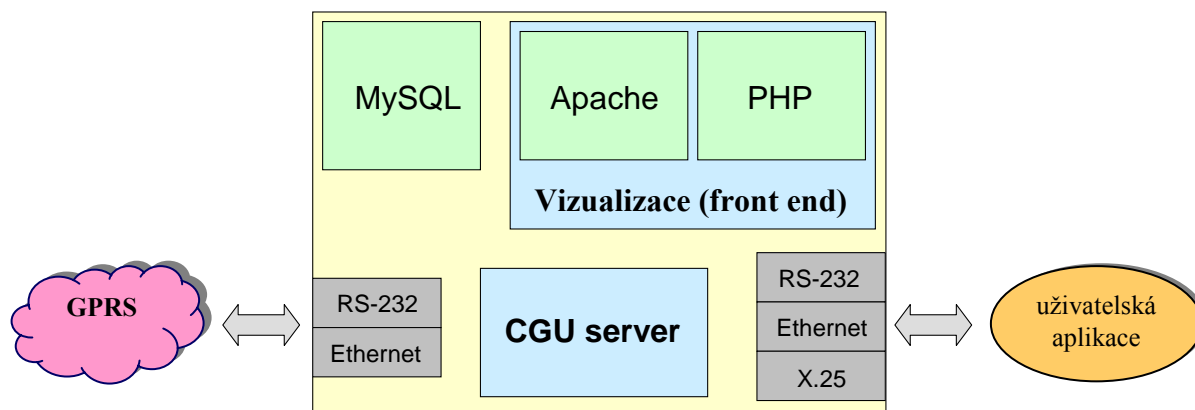 MySQL
Apache
PHP
Vizualizace (front end)
GPRS
RS-232
Ethernet
CGU server
RS-232
Ethernet
X.25
uživatelská
aplikace